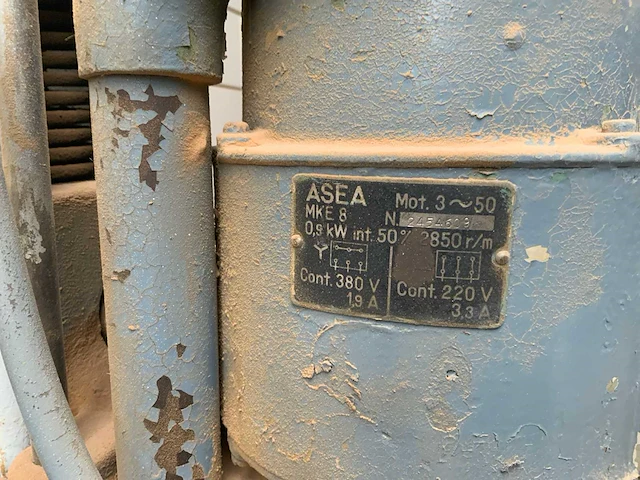 ASEA Mot. 3~50
MKE 8 N.
0,9 kW int. 50% 2850 r/m
Cont. 380 V Cont. 220 V
1,9 A 3,3 A